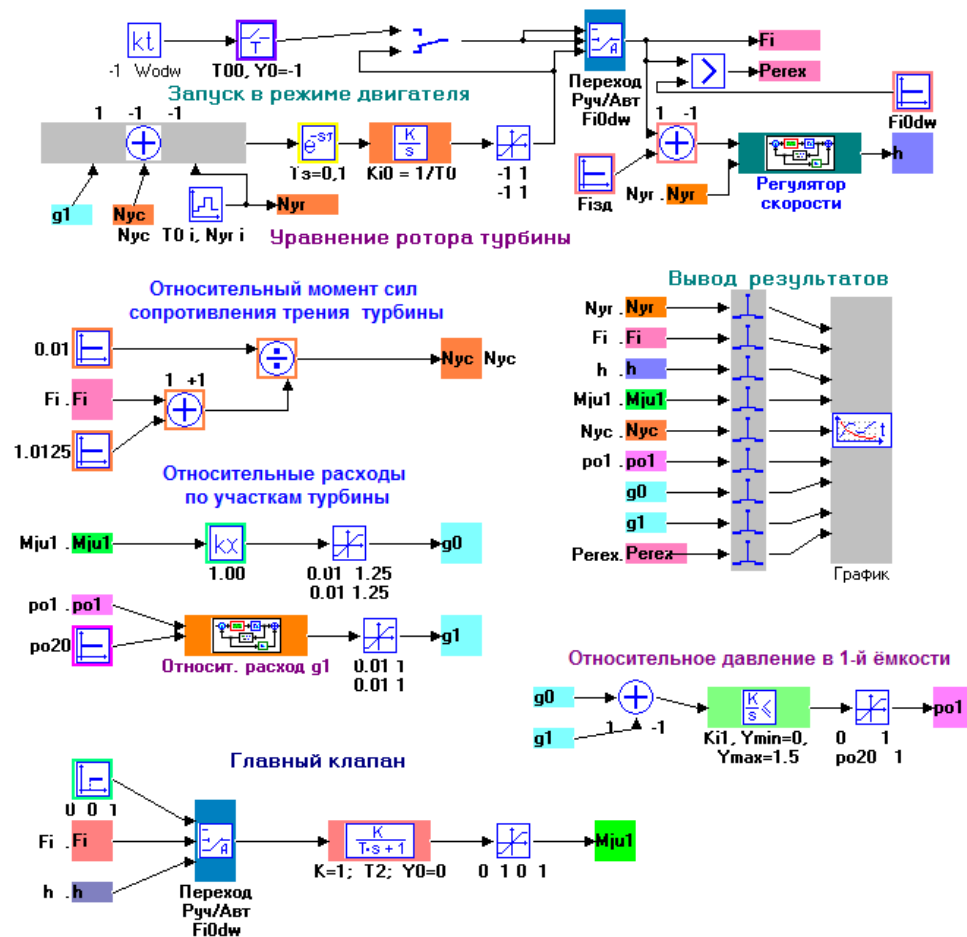 kt
T
A
-1 Wodw
T00, Y0=-1
Переход
Руч/Авт
Fi0dw
Fi
Perex
>
Запуск в режиме двигателя
Fi0dw
1 -1 -1
1 -1
e^-sτ
K
s
h
Ts=0,1
Ki0 = 1/T0
-1 1
-1 1
Fiзд
Nyr . Nyr
Регулятор
скорости
g1
Nyc
Nyc
T0 i, Nyr i
Nyr
Уравнение ротора турбины
Относительный момент сил
сопротивления трения турбины
0.01
÷
Nyc Nyc
1 +1
Fi . Fi
1.0125
Вывод результатов
Nyr . Nyr
Fi . Fi
h . h
Mju1 . Mju1
Nyc . Nyc
t
po1 . po1
g0
g1
Perex. Perex
График
Относительные расходы
по участкам турбины
Mju1 . Mju1
kx
g0
1.00
0.01 1.25
0.01 1.25
po1 . po1
po20
g1
Относит. расход g1
0.01 1
0.01 1
Относительное давление в 1-й ёмкости
g0
g1
1 -1
K
s
po1
Ki1, Ymin=0,
Ymax=1.5
0 1
po20 1
Главный клапан
0 0 1
Fi . Fi
h . h
A
Переход
Руч/Авт
Fi0dw
K
T·s + 1
K=1; T2; Y0=0
0 1 0 1
Mju1